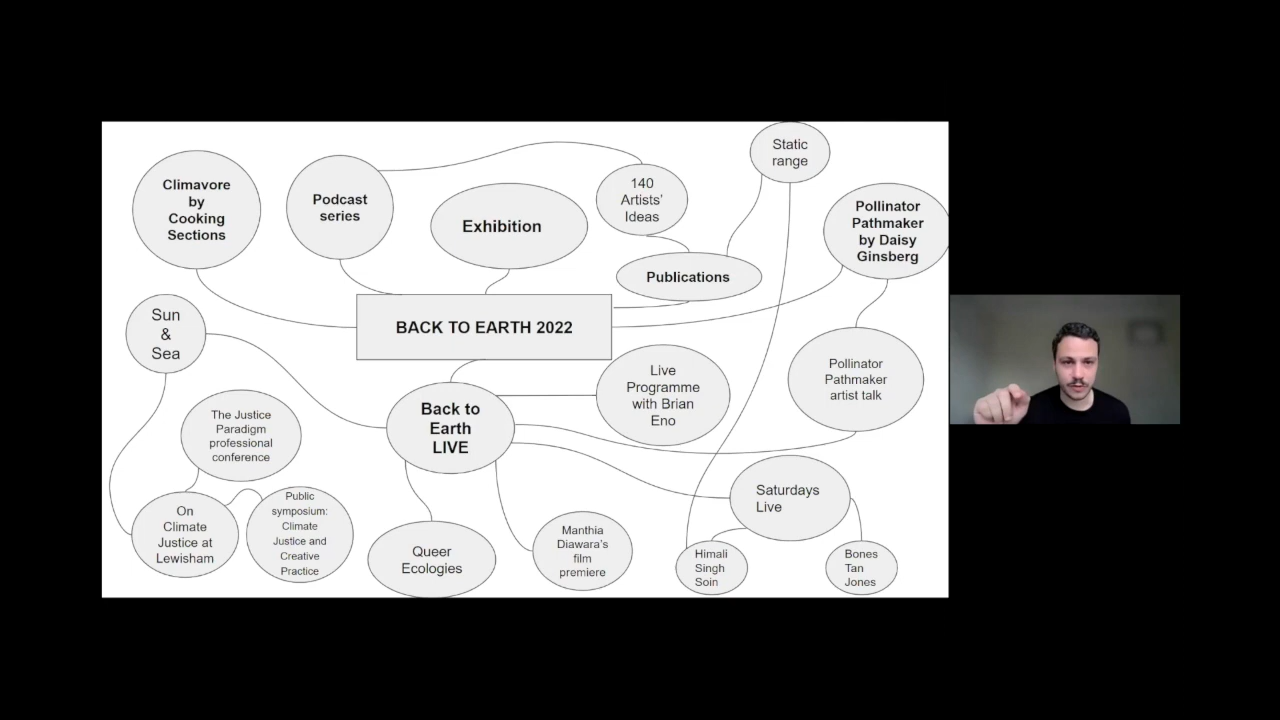 Climavore
by
Cooking
Sections
Podcast
series
Exhibition
140
Artists'
Ideas
Static
range
Pollinator
Pathmaker
by Daisy
Ginsberg
Publications
BACK TO EARTH 2022
Sun
&
Sea
Live
Programme
with Brian
Eno
Pollinator
Pathmaker
artist talk
The Justice
Paradigm
professional
conference
Back to
Earth
LIVE
On
Climate
Justice at
Lewisham
Public
symposium:
Climate
Justice and
Creative
Practice
Queer
Ecologies
Manthia
Diawara's
film
premiere
Saturdays
Live
Himali
Singh
Soin
Bones
Tan
Jones